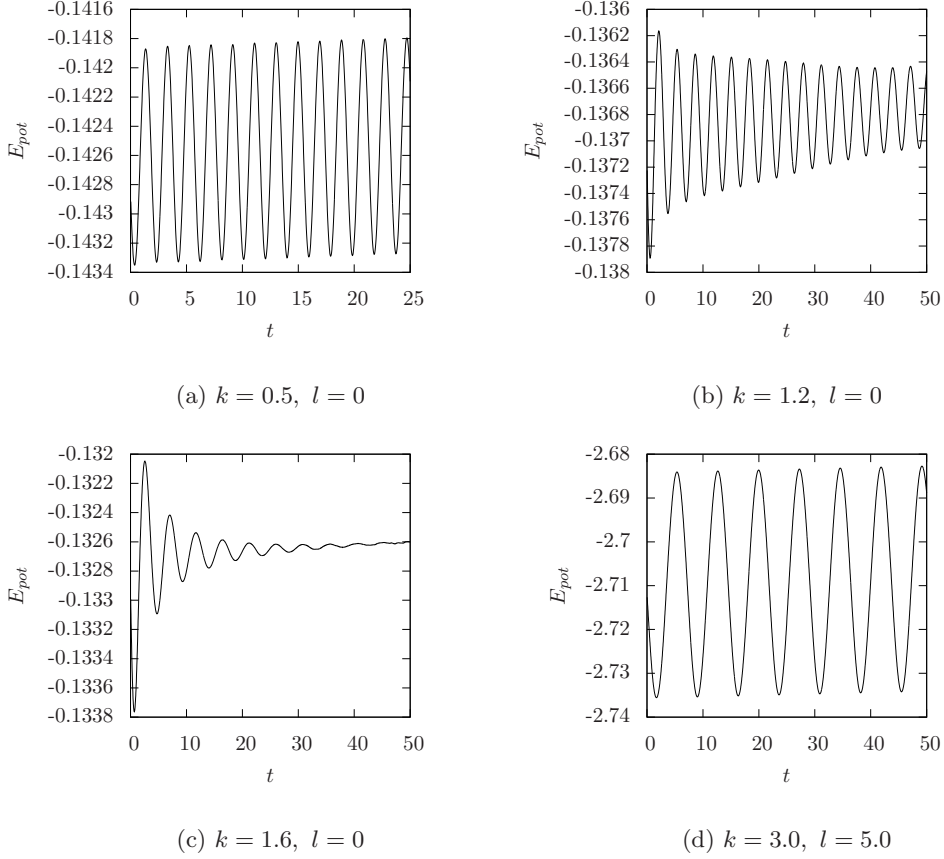 -0.1416
-0.1418
-0.142
-0.1422
-0.1424
-0.1426
-0.1428
-0.143
-0.1432
-0.1434
E_pot
0 5 10 15 20 25
t
(a) k = 0.5, l = 0
-0.136
-0.1362
-0.1364
-0.1366
-0.1368
-0.137
-0.1372
-0.1374
-0.1376
-0.1378
-0.138
E_pot
0 10 20 30 40 50
t
(b) k = 1.2, l = 0
-0.132
-0.1322
-0.1324
-0.1326
-0.1328
-0.133
-0.1332
-0.1334
-0.1336
-0.1338
E_pot
0 10 20 30 40 50
t
(c) k = 1.6, l = 0
-2.68
-2.69
-2.7
-2.71
-2.72
-2.73
-2.74
E_pot
0 10 20 30 40 50
t
(d) k = 3.0, l = 5.0